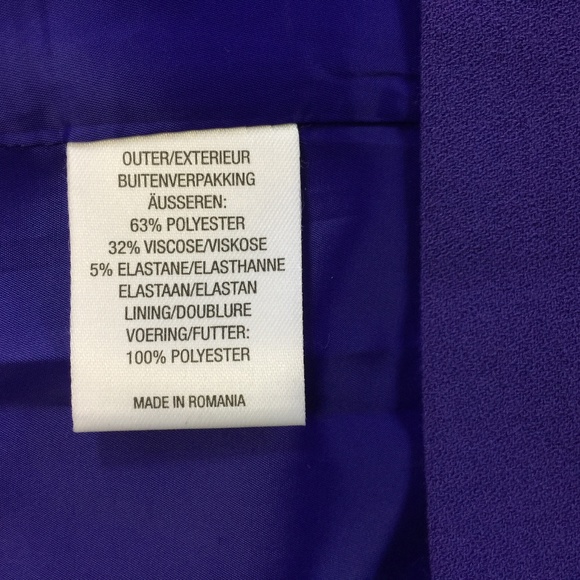 OUTER/EXTERIEUR
BUITENVERPAKKING
ÄUSSEREN:
63% POLYESTER
32% VISCOSE/VISKOSE
5% ELASTANE/ELASTHANNE
ELASTAAN/ELASTAN
LINING/DOUBLURE
VOERING/FUTTER:
100% POLYESTER
MADE IN ROMANIA